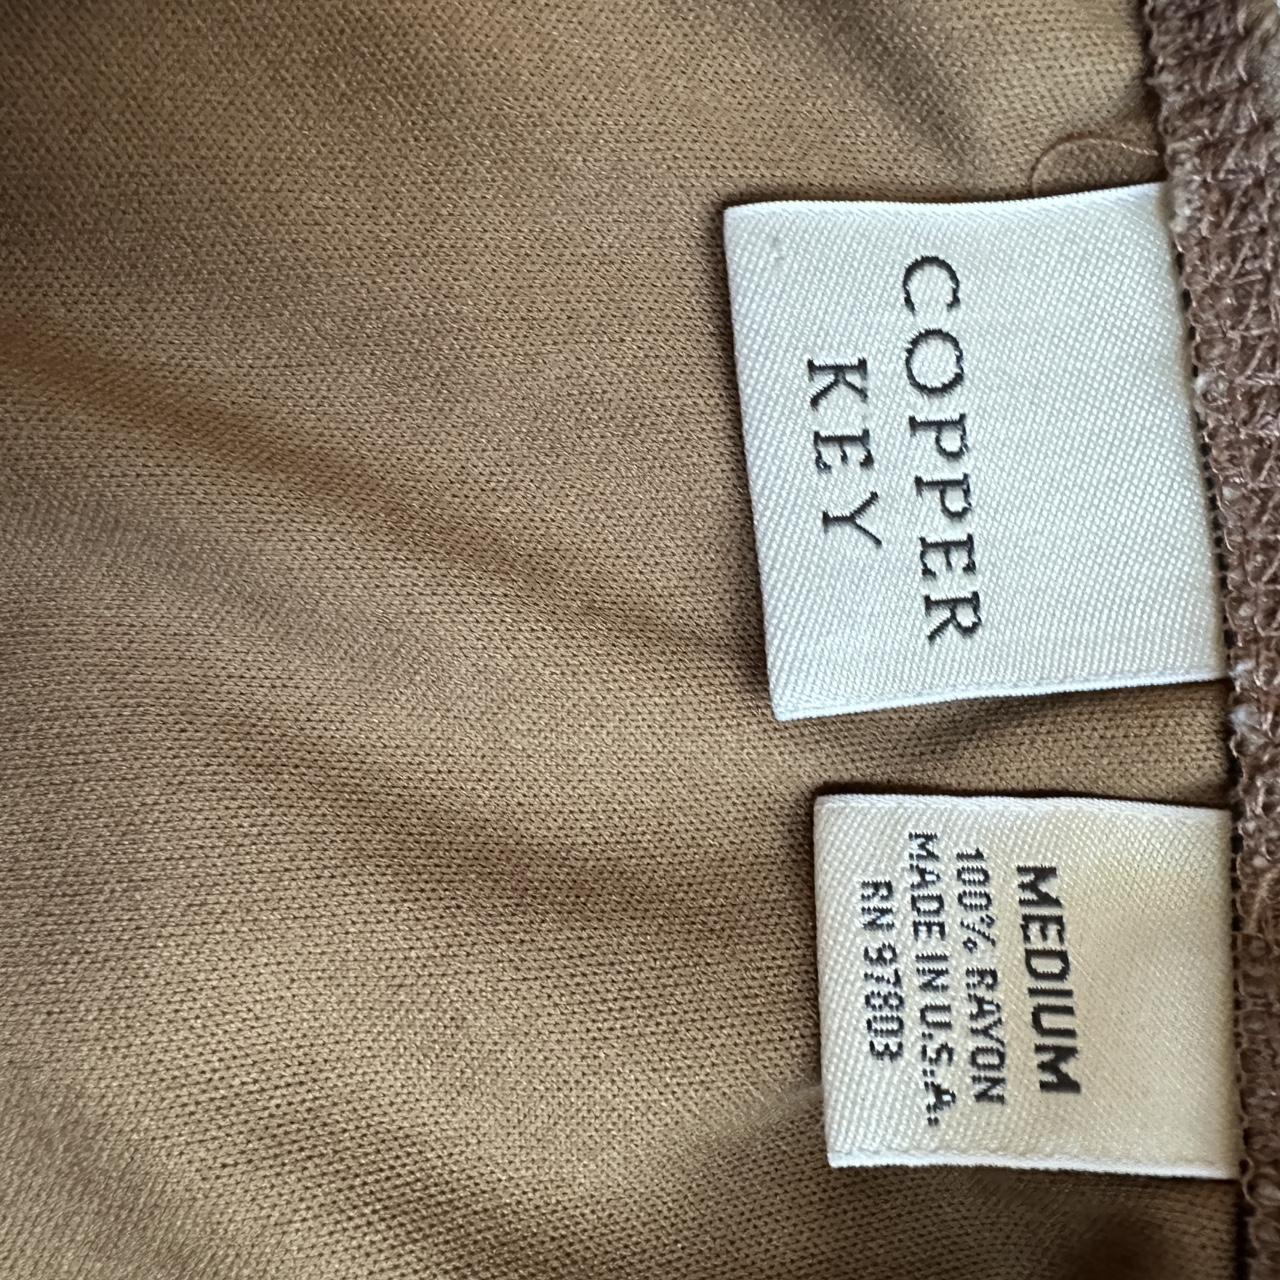 COPPER
KEY
MEDIUM
100% RAYON
MADE IN U.S.A.
RN 97803